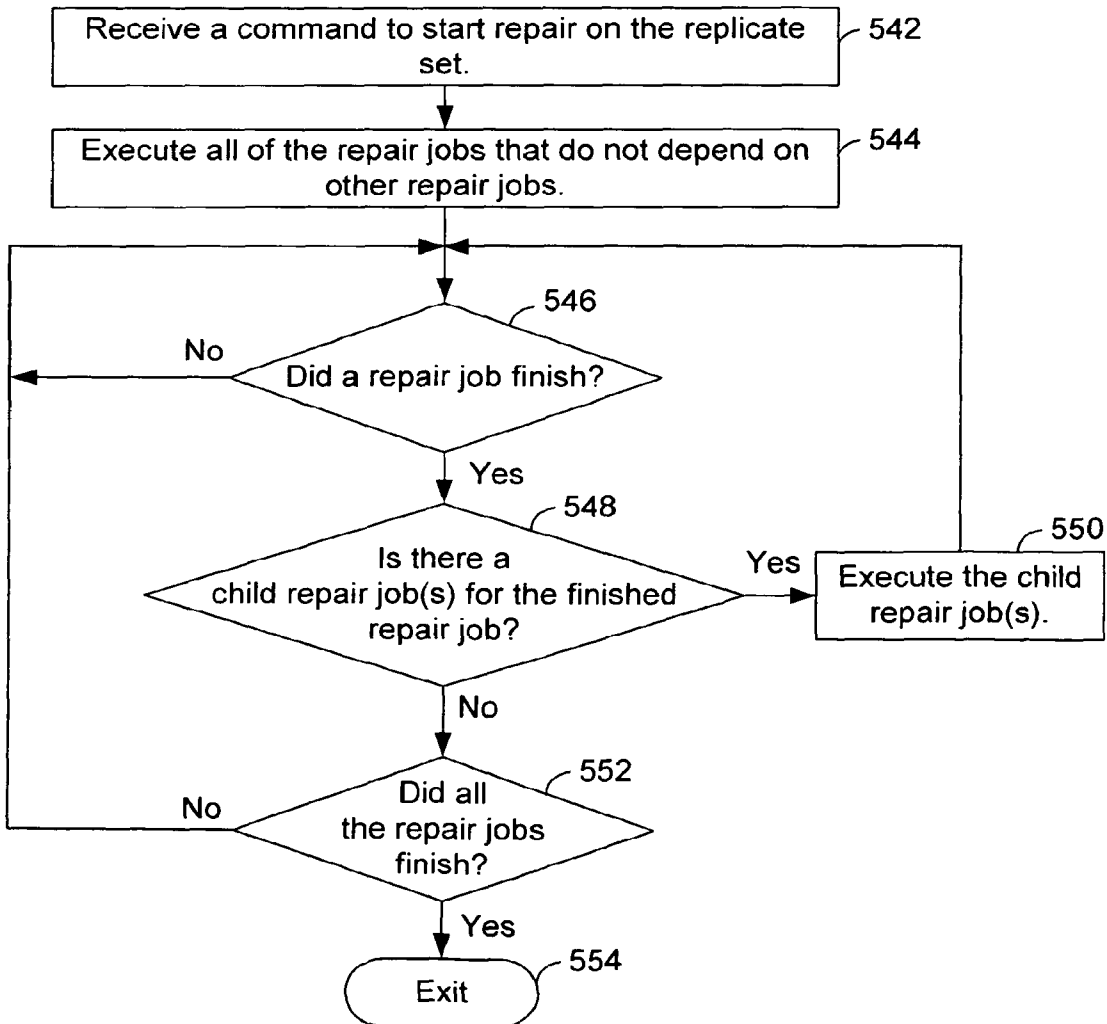 Receive a command to start repair on the replicate
set.
542
Execute all of the repair jobs that do not depend on
other repair jobs.
544
546
No
Did a repair job finish?
Yes
548
Is there a
child repair job(s) for the finished
repair job?
Yes
550
Execute the child
repair job(s).
No
552
Did all
the repair jobs
finish?
No
Yes
554
Exit